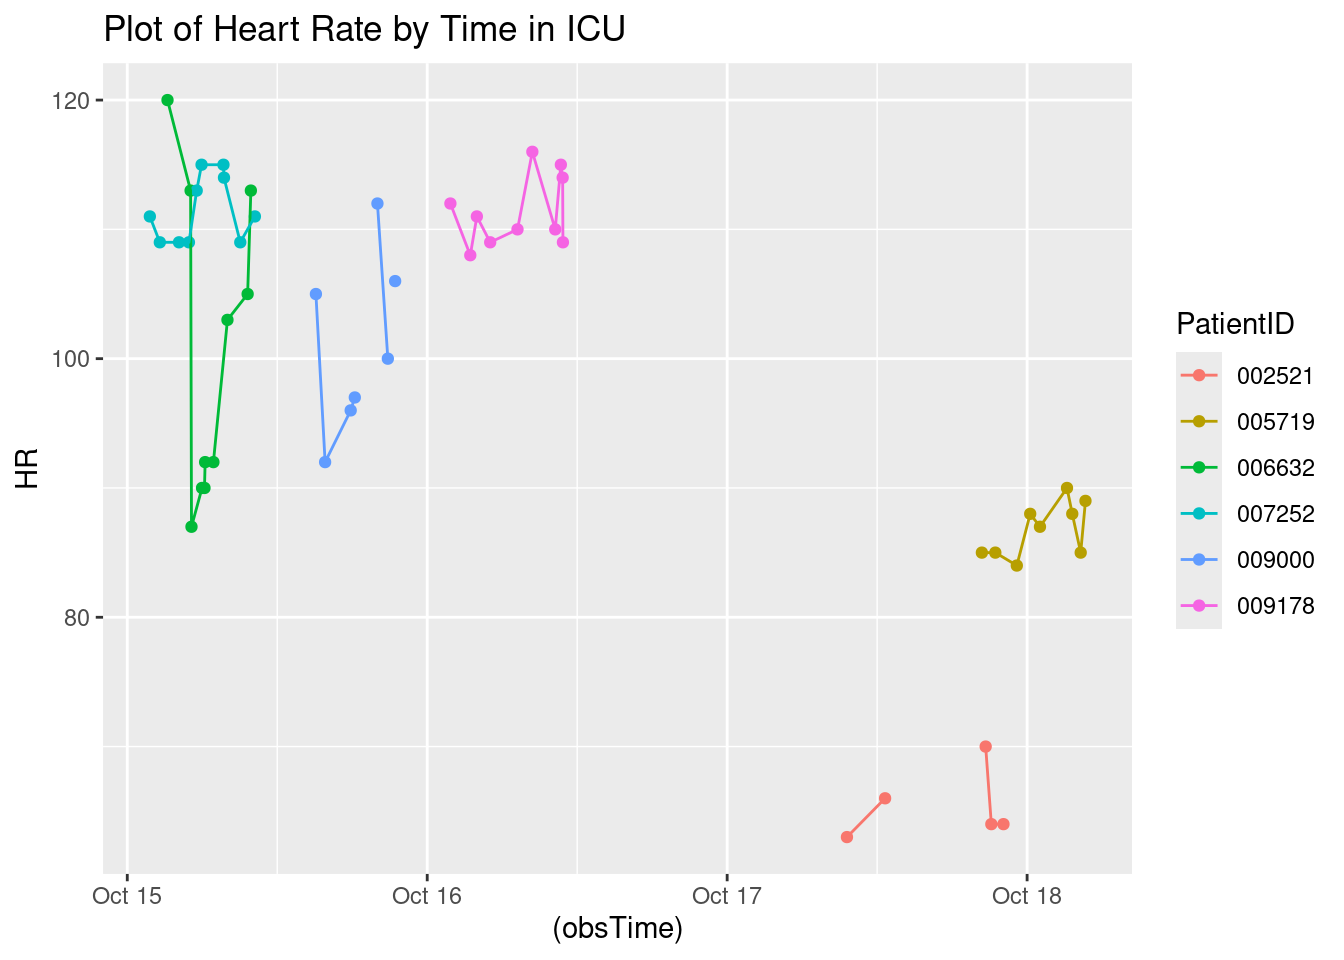 Plot of Heart Rate by Time in ICU
120
100
80
HR
Oct 15
Oct 16
Oct 17
Oct 18
(obsTime)
PatientID
002521
005719
006632
007252
009000
009178